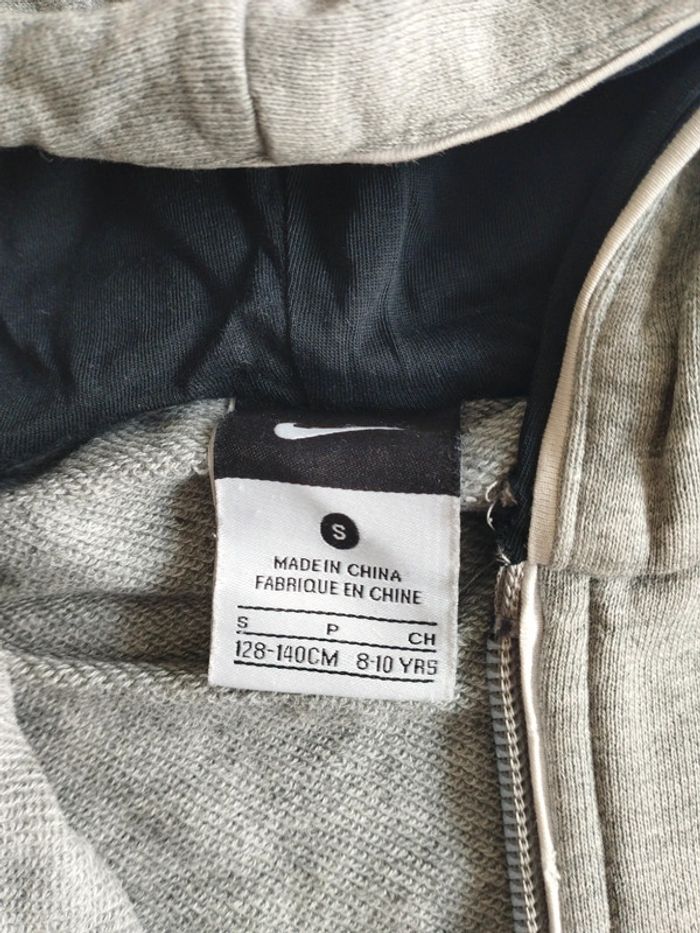 S
MADE IN CHINA
FABRIQUE EN CHINE
S P CH
128-140CM 8-10 YRS